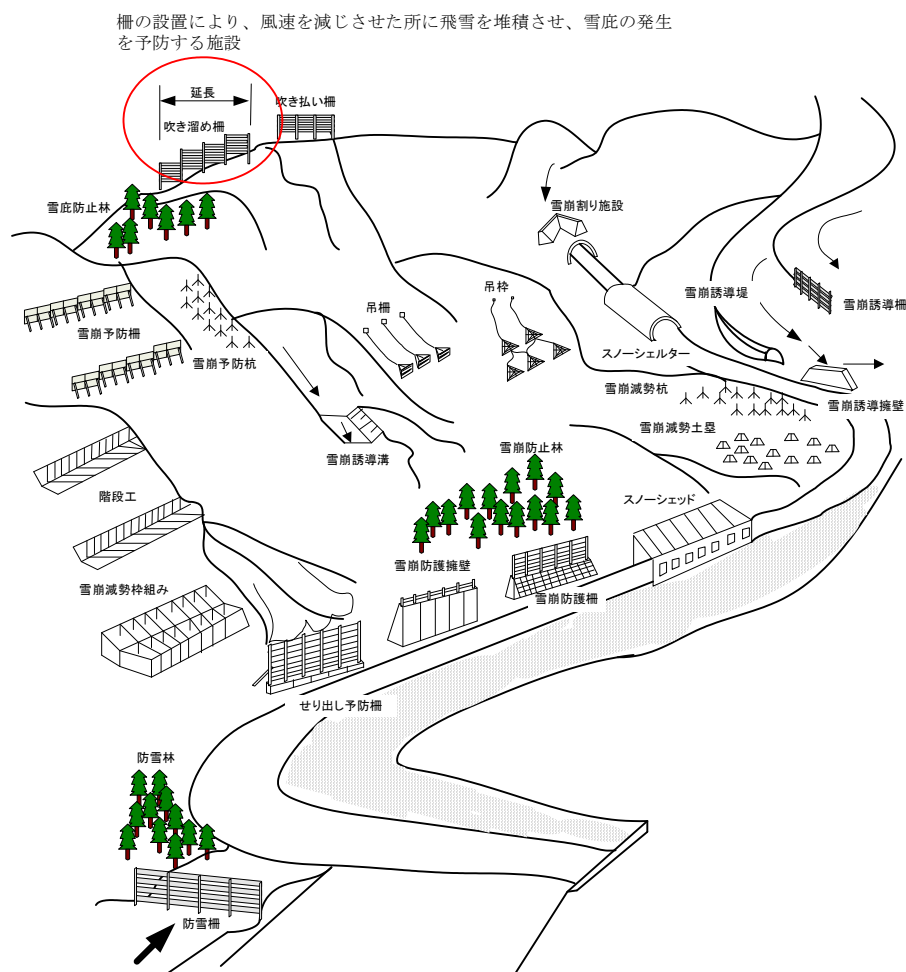 柵の設置により、風速を減じさせた所に飛雪を堆積させ、雪庇の発生
を予防する施設
延長
吹き払い柵
吹き溜め柵
雪庇防止林
雪崩割り施設
吊枠
雪崩誘導堤
雪崩誘導柵
吊柵
雪崩予防柵
スノーシェルター
雪崩予防杭
雪崩減勢杭
雪崩誘導擁壁
雪崩減勢土塁
雪崩防止林
雪崩誘導溝
階段工
スノーシェッド
雪崩防護擁壁
雪崩減勢枠組み
雪崩防護柵
せり出し予防柵
防雪林
防雪柵